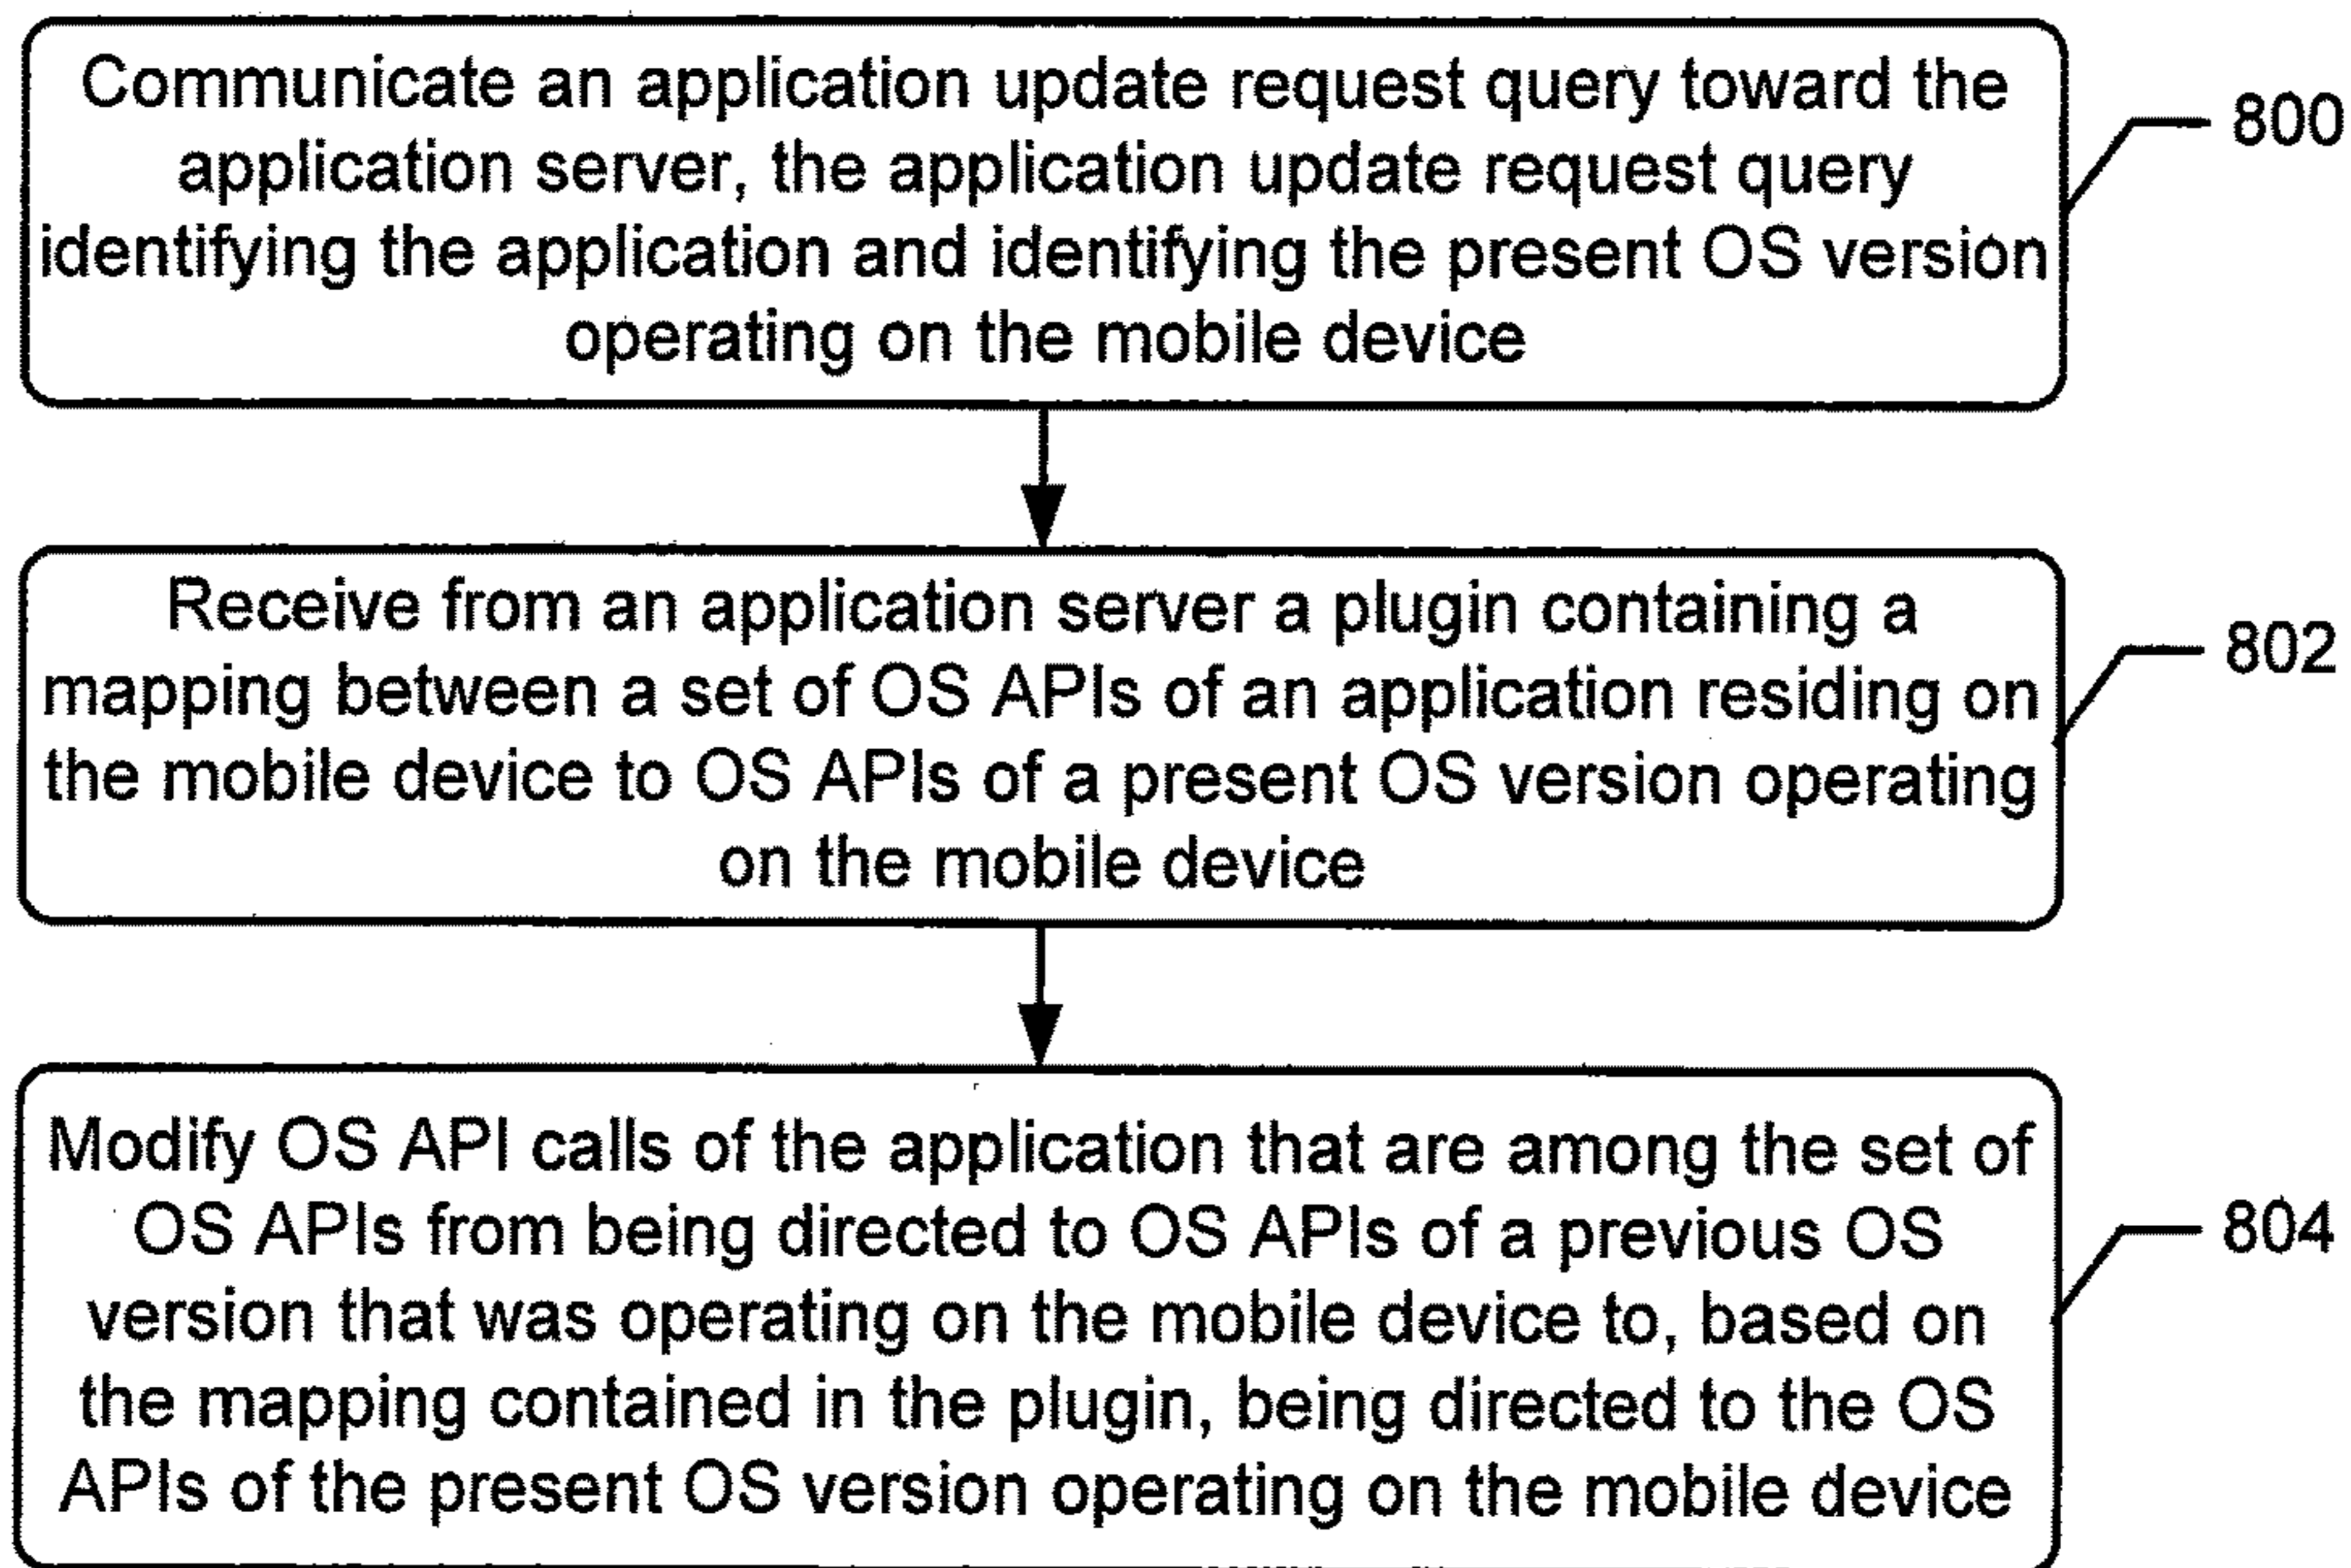 Communicate an application update request query toward the
application server, the application update request query
identifying the application and identifying the present OS version
operating on the mobile device
800
Receive from an application server a plugin containing a
mapping between a set of OS APIs of an application residing on
the mobile device to OS APIs of a present OS version operating
on the mobile device
802
Modify OS API calls of the application that are among the set of
OS APIs from being directed to OS APIs of a previous OS
version that was operating on the mobile device to, based on
the mapping contained in the plugin, being directed to the OS
APIs of the present OS version operating on the mobile device
804